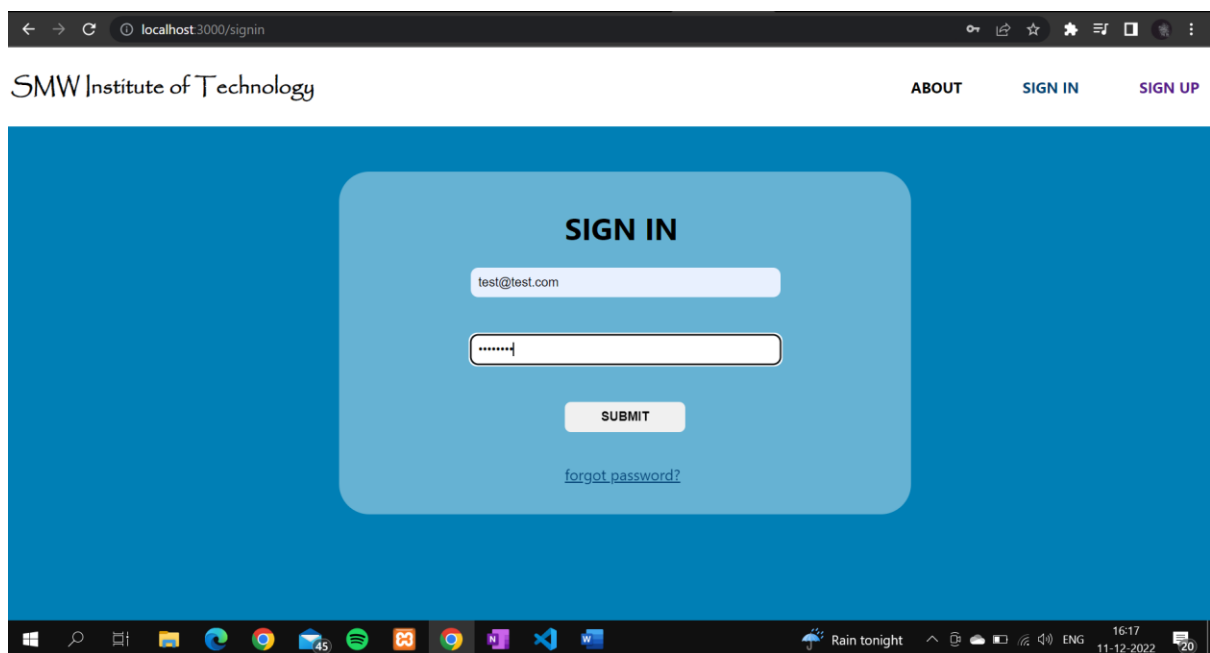 localhost:3000/signin
SMW Institute of Technology
ABOUT SIGN IN SIGN UP
SIGN IN
test@test.com
••••••••
SUBMIT
forgot password?
45
Rain tonight
ENG
16:17
11-12-2022
20